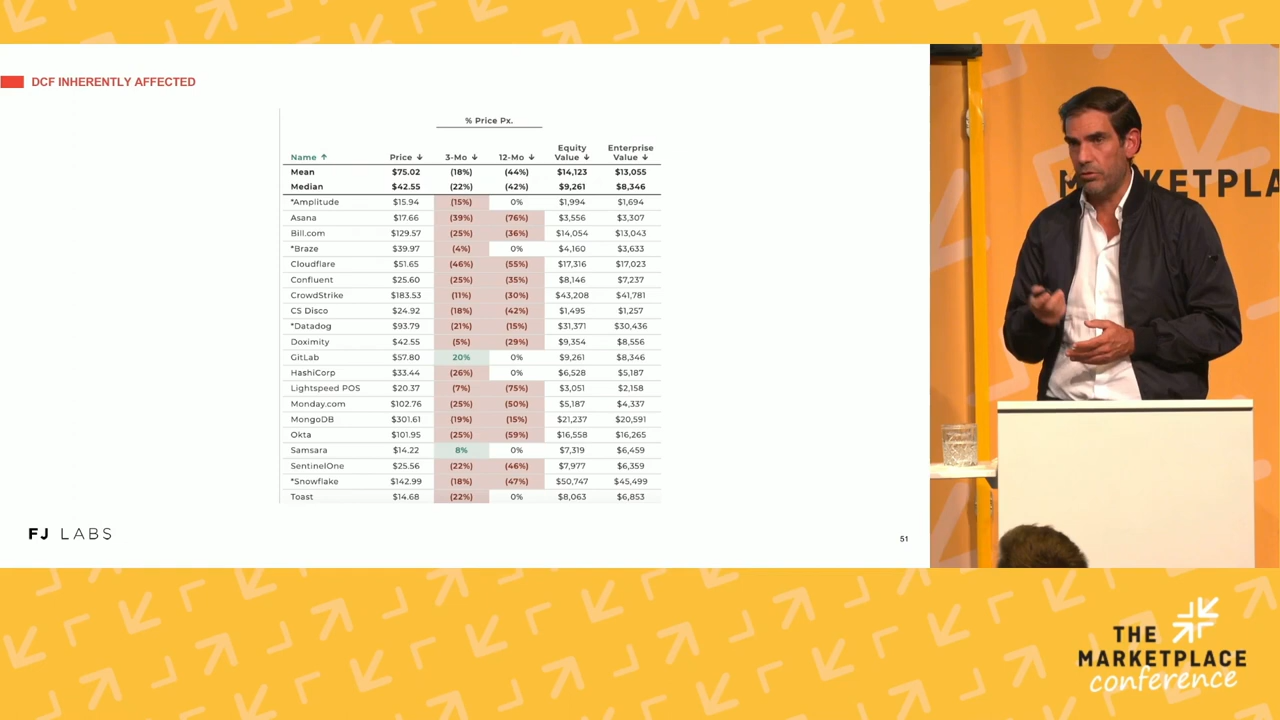 DCF INHERENTLY AFFECTED
% Price Px.
Name ↑ Price ↓ 3-Mo ↓ 12-Mo ↓ Equity Value ↓ Enterprise Value ↓
Mean $75.02 (18%) (44%) $14,123 $13,055
Median $42.55 (22%) (42%) $9,261 $8,346
*Amplitude $15.94 (15%) 0% $1,994 $1,694
Asana $17.66 (39%) (76%) $3,556 $3,307
Bill.com $129.57 (25%) (36%) $14,054 $13,043
*Braze $39.97 (4%) 0% $4,160 $3,633
Cloudflare $51.65 (46%) (55%) $17,316 $17,023
Confluent $25.60 (25%) (35%) $8,146 $7,237
CrowdStrike $183.53 (11%) (30%) $43,208 $41,781
CS Disco $24.92 (18%) (42%) $1,495 $1,257
*Datadog $93.79 (21%) (15%) $31,371 $30,436
Doximity $42.55 (5%) (29%) $9,354 $8,556
GitLab $57.80 20% 0% $9,261 $8,346
HashiCorp $33.44 (26%) 0% $6,528 $5,187
Lightspeed POS $20.37 (7%) (75%) $3,051 $2,158
Monday.com $102.76 (25%) (50%) $5,187 $4,337
MongoDB $301.61 (19%) (15%) $21,237 $20,591
Okta $101.95 (25%) (59%) $16,558 $16,265
Samsara $14.22 8% 0% $7,319 $6,459
SentinelOne $25.56 (22%) (46%) $7,977 $6,359
*Snowflake $142.99 (18%) (47%) $50,747 $45,499
Toast $14.68 (22%) 0% $8,063 $6,853
FJ LABS
51
M KETPLA
THE
MARKETPLACE
conference